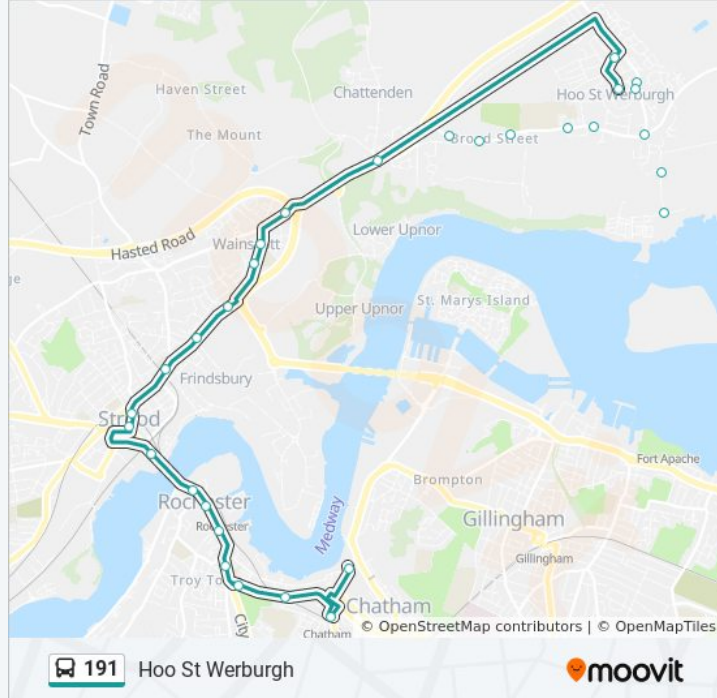 Town Road
Haven Street
Chattenden
Hoo St Werburgh
The Mount
Broad Street
Hasted Road
Wainscott
Lower Upnor
Upper Upnor
St. Marys Island
Frindsbury
Strood
Fort Apache
Brompton
Rochester
Medway
Gillingham
Rochester
Gillingham
Troy To
City
Chatham
Chatham
© OpenStreetMap contributors | © OpenMapTiles
191 Hoo St Werburgh
moovit